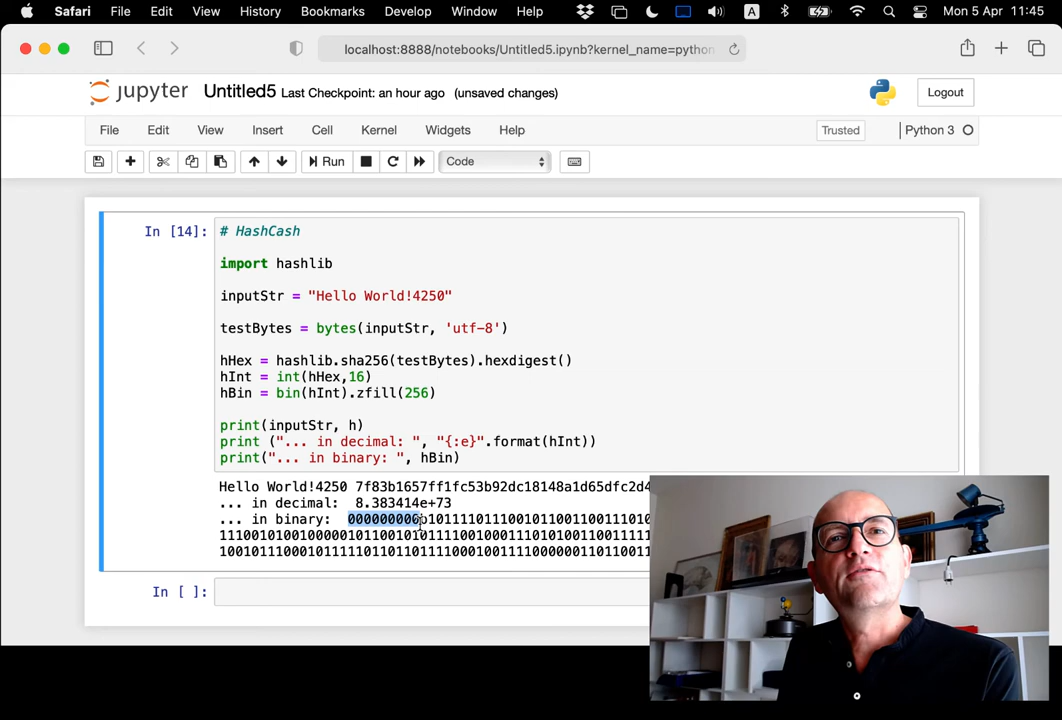 Safari File Edit View History Bookmarks Develop Window Help A Mon 5 Apr 11:45
localhost:8888/notebooks/Untitled5.ipynb?kernel_name=python
jupyter Untitled5 Last Checkpoint: an hour ago (unsaved changes) Logout
File Edit View Insert Cell Kernel Widgets Help Trusted Python 3
Run Code
In [14]: # HashCash
import hashlib
inputStr = "Hello World!4250"
testBytes = bytes(inputStr, 'utf-8')
hHex = hashlib.sha256(testBytes).hexdigest()
hInt = int(hHex,16)
hBin = bin(hInt).zfill(256)
print(inputStr, h)
print ("... in decimal: ", "{:e}".format(hInt))
print("... in binary: ", hBin)
Hello World!4250 7f83b1657ff1fc53b92dc18148a1d65dfc2d4
... in decimal: 8.383414e+73
... in binary:
In [ ]: